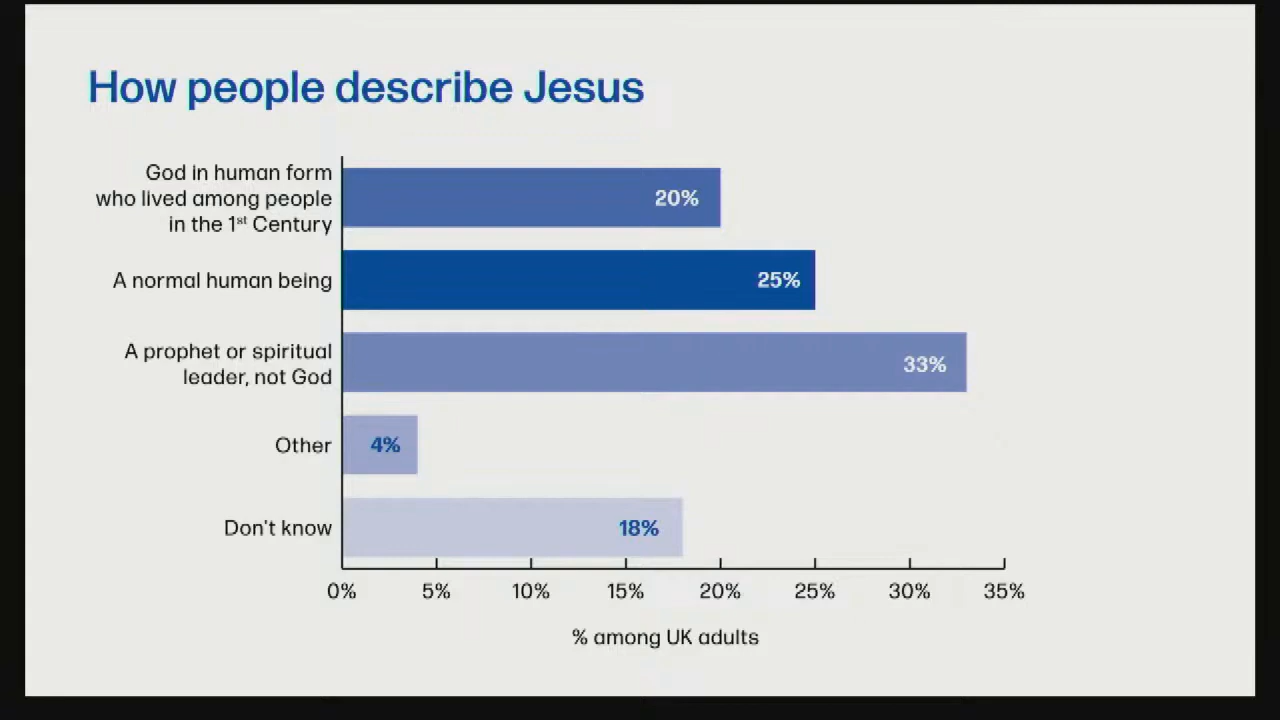 How people describe Jesus
God in human form
who lived among people
in the 1st Century
20%
A normal human being
25%
A prophet or spiritual
leader, not God
33%
Other
4%
Don't know
18%
0% 5% 10% 15% 20% 25% 30% 35%
% among UK adults